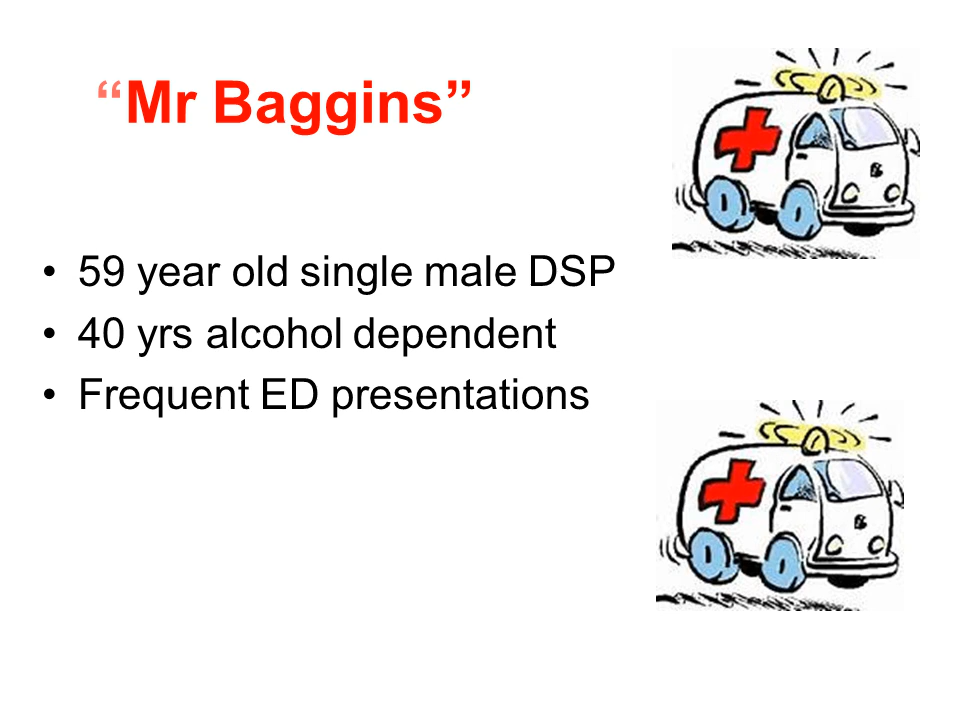 “Mr Baggins”
• 59 year old single male DSP
• 40 yrs alcohol dependent
• Frequent ED presentations